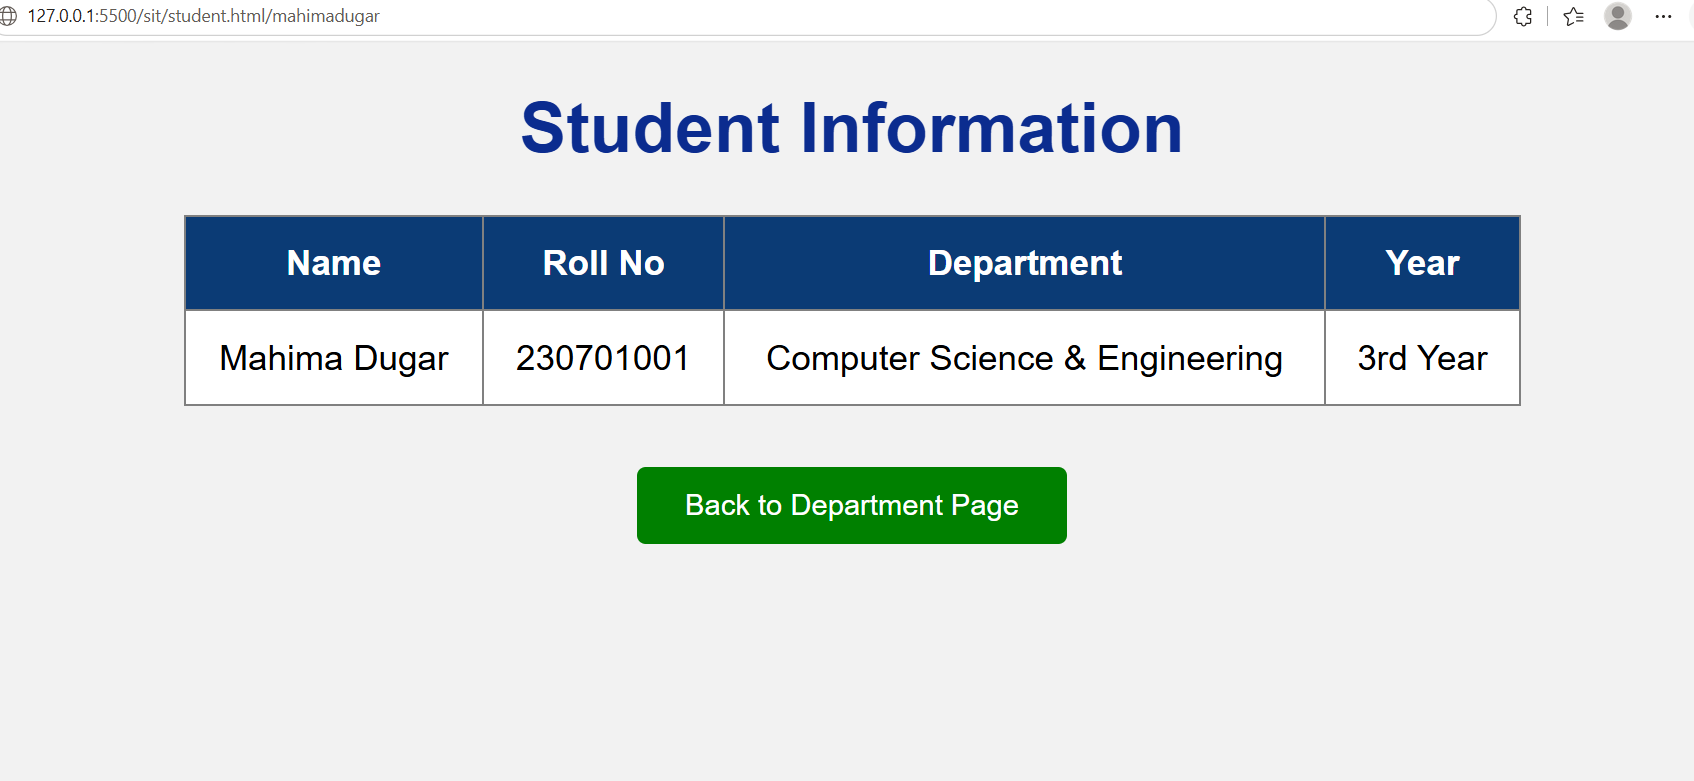 127.0.0.1:5500/sit/student.html/mahimadugar
Student Information
Name Roll No Department Year
Mahima Dugar 230701001 Computer Science & Engineering 3rd Year
Back to Department Page